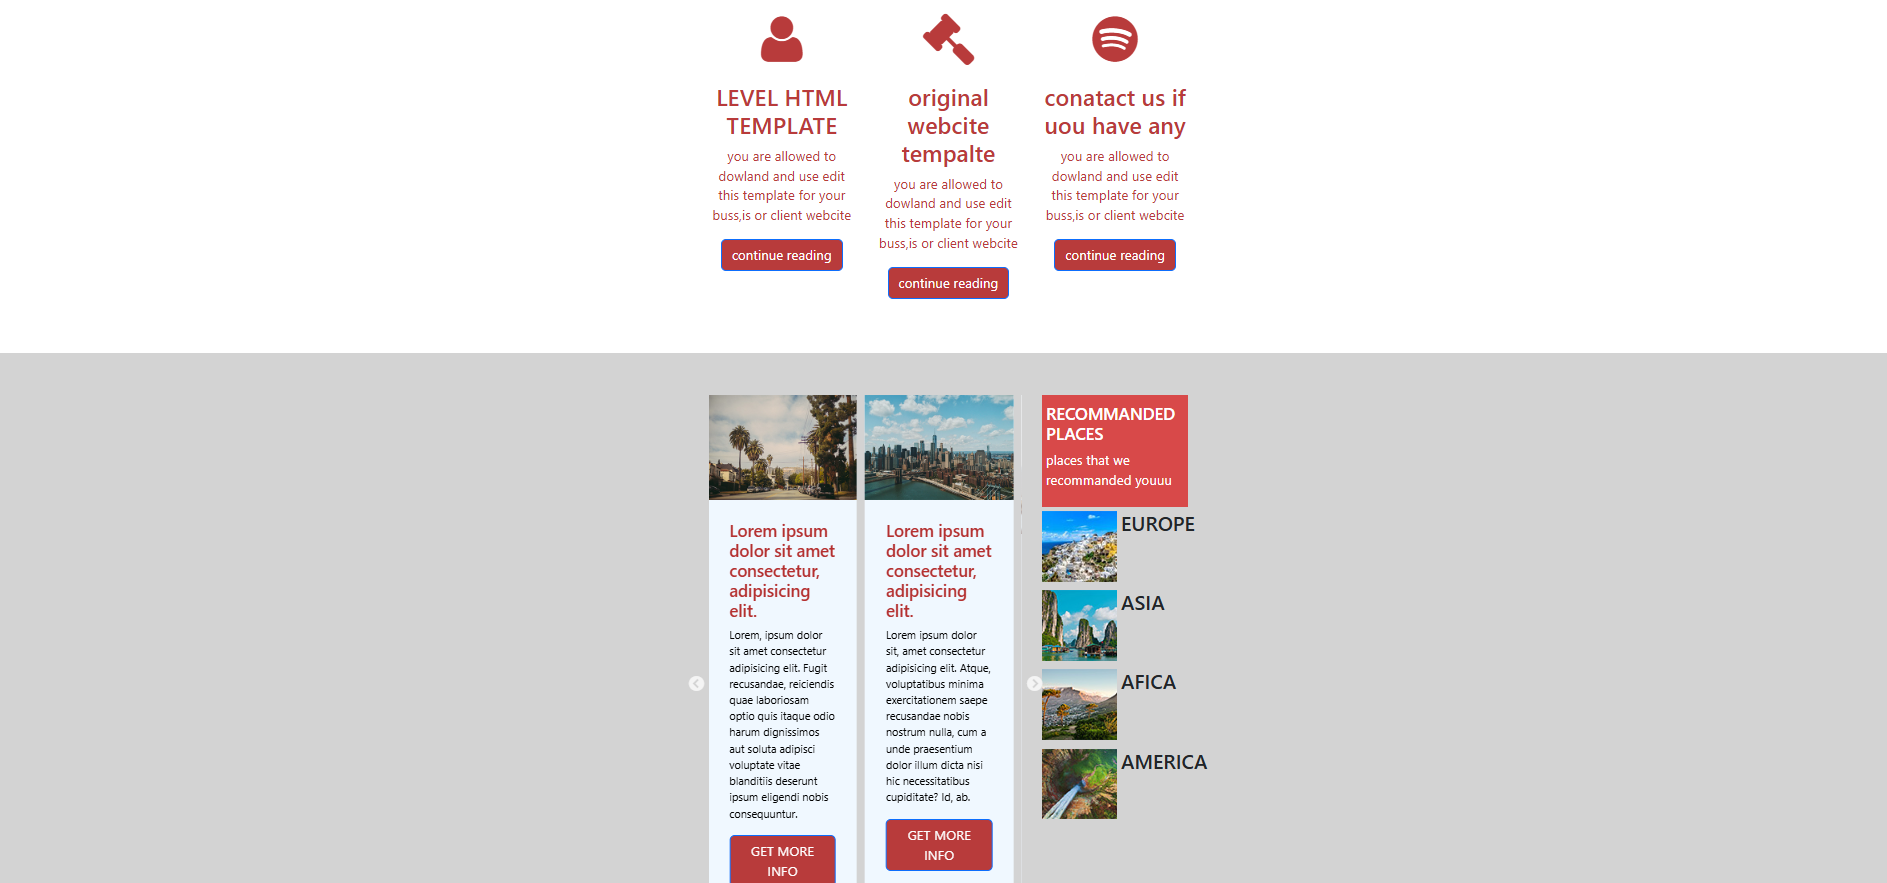 LEVEL HTML
TEMPLATE
you are allowed to
dowland and use edit
this template for your
buss,is or client webcite
continue reading
original
webcite
tempalte
you are allowed to
dowland and use edit
this template for your
buss,is or client webcite
continue reading
conatact us if
uou have any
you are allowed to
dowland and use edit
this template for your
buss,is or client webcite
continue reading
Lorem ipsum
dolor sit amet
consectetur,
adipisicing
elit.
Lorem, ipsum dolor
sit amet consectetur
adipisicing elit. Fugit
recusandae, reiciendis
quae laboriosam
optio quis itaque odio
harum dignissimos
aut soluta adipisci
voluptate vitae
blanditiis deserunt
ipsum eligendi nobis
consequuntur.
GET MORE
INFO
Lorem ipsum
dolor sit amet
consectetur,
adipisicing
elit.
Lorem ipsum dolor
sit, amet consectetur
adipisicing elit. Atque,
voluptatibus minima
exercitationem saepe
recusandae nobis
nostrum nulla, cum a
unde praesentium
dolor illum dicta nisi
hic necessitatibus
cupiditate? Id, ab.
GET MORE
INFO
RECOMMANDED
PLACES
places that we
recommanded youuu
EUROPE
ASIA
AFICA
AMERICA